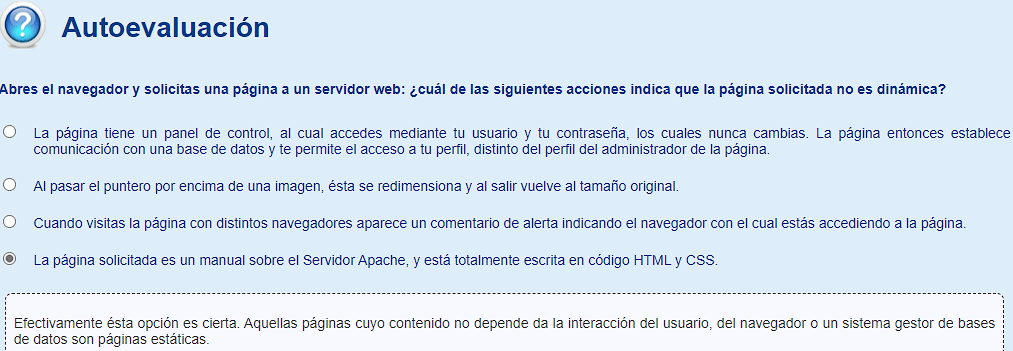 Autoevaluación
Abres el navegador y solicitas una página a un servidor web: ¿cuál de las siguientes acciones indica que la página solicitada no es dinámica?
La página tiene un panel de control, al cual accedes mediante tu usuario y tu contraseña, los cuales nunca cambias. La página entonces establece
comunicación con una base de datos y te permite el acceso a tu perfil, distinto del perfil del administrador de la página.
Al pasar el puntero por encima de una imagen, ésta se redimensiona y al salir vuelve al tamaño original.
Cuando visitas la página con distintos navegadores aparece un comentario de alerta indicando el navegador con el cual estás accediendo a la página.
La página solicitada es un manual sobre el Servidor Apache, y está totalmente escrita en código HTML y CSS.
Efectivamente ésta opción es cierta. Aquellas páginas cuyo contenido no depende da la interacción del usuario, del navegador o un sistema gestor de bases
de datos son páginas estáticas.